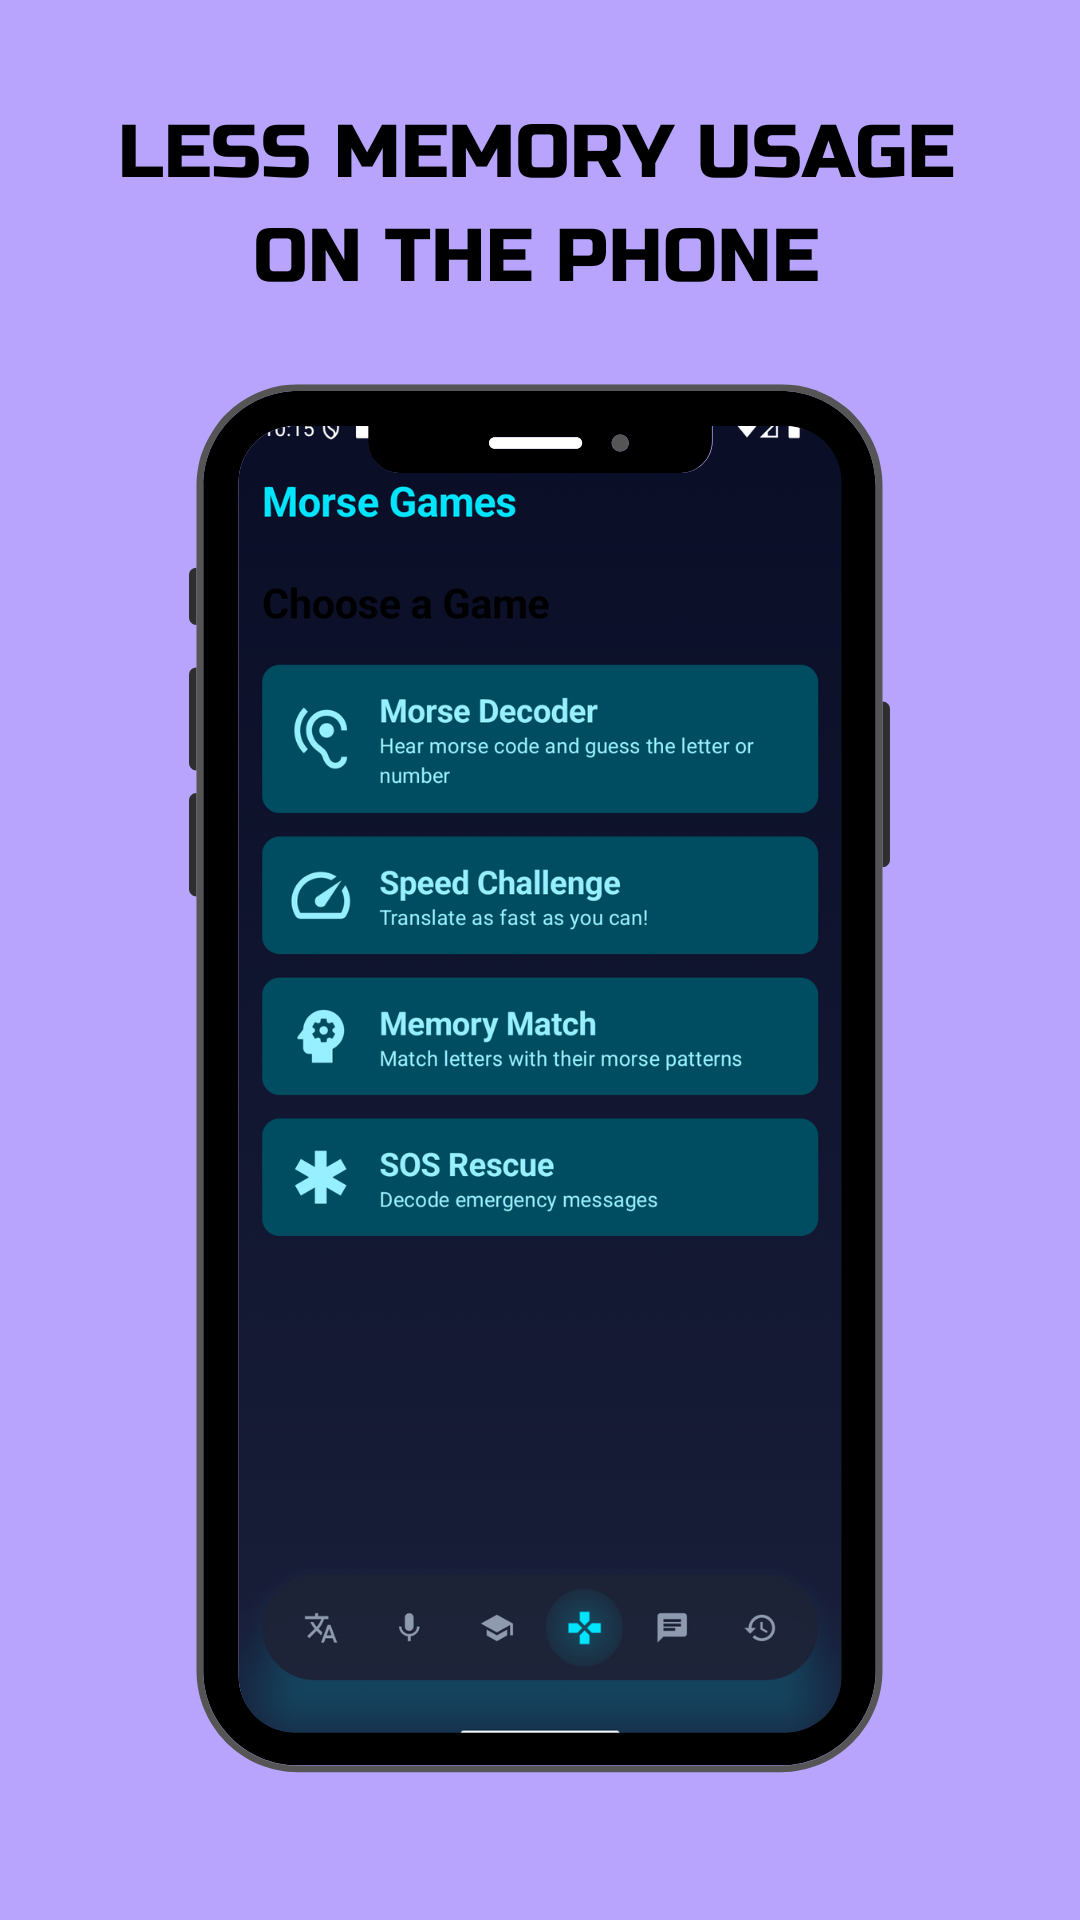 LESS MEMORY USAGE
ON THE PHONE
10:15
Morse Games
Choose a Game
Morse Decoder
Hear morse code and guess the letter or
number
Speed Challenge
Translate as fast as you can!
Memory Match
Match letters with their morse patterns
SOS Rescue
Decode emergency messages